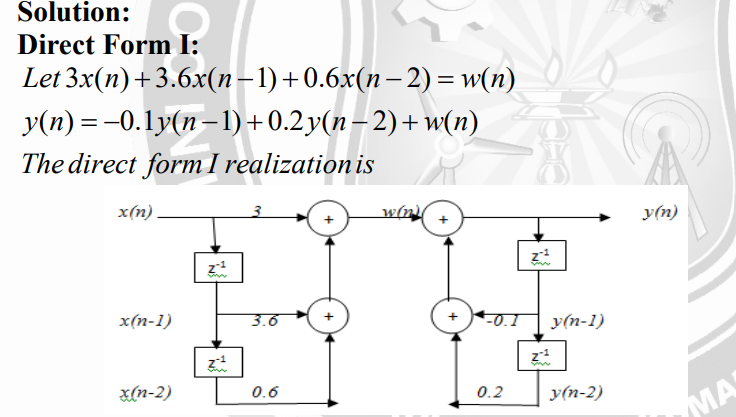 Solution:
Direct Form I:
Let 3x(n)+3.6x(n−1)+0.6x(n−2)=w(n)
y(n)=−0.1y(n−1)+0.2y(n−2)+w(n)
The direct form I realization is
x(n) 3 + w(n) + y(n)
z⁻¹ z⁻¹
x(n-1) 3.6 + + -0.1 y(n-1)
z⁻¹ z⁻¹
x(n-2) 0.6 0.2 y(n-2)